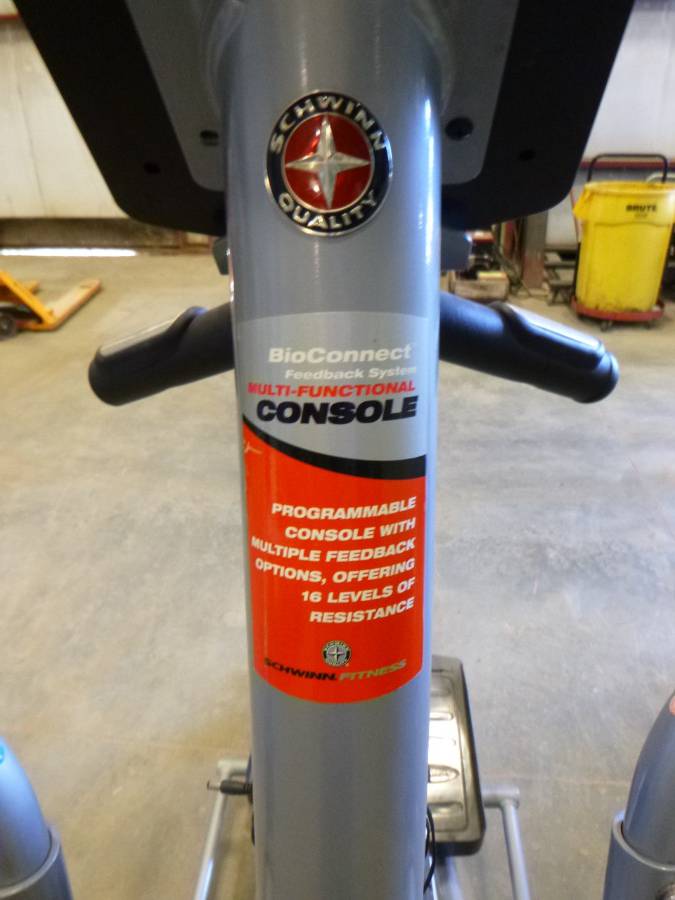 SCHWINN
QUALITY
BRUTE
BioConnect
Feedback System
MULTI-FUNCTIONAL
CONSOLE
PROGRAMMABLE
CONSOLE WITH
MULTIPLE FEEDBACK
OPTIONS, OFFERING
16 LEVELS OF
RESISTANCE
SCHWINN. FITNESS